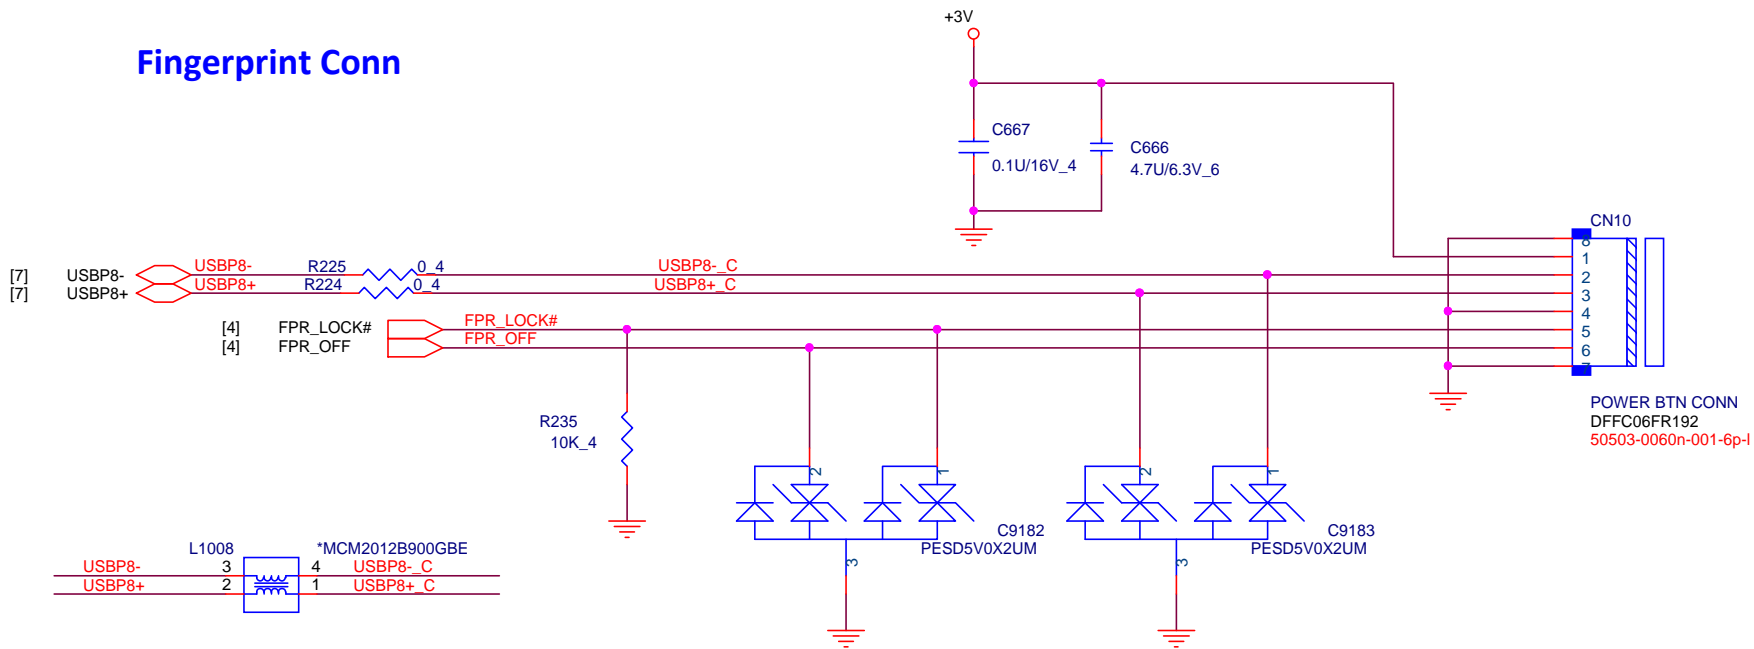 +3V
Fingerprint Conn
C667
0.1U/16V_4
C666
4.7U/6.3V_6
CN10
8
1
2
3
4
5
6
7
[7] USBP8- USBP8- R225 0_4 USBP8-_C
[7] USBP8+ USBP8+ R224 0_4 USBP8+_C
[4] FPR_LOCK# FPR_LOCK#
[4] FPR_OFF FPR_OFF
POWER BTN CONN
DFFC06FR192
50503-0060n-001-6p-l
R235
10K_4
2 1 2 1
C9182
PESD5V0X2UM
C9183
PESD5V0X2UM
3 3
L1008 *MCM2012B900GBE
USBP8- 3 4 USBP8-_C
USBP8+ 2 1 USBP8+_C